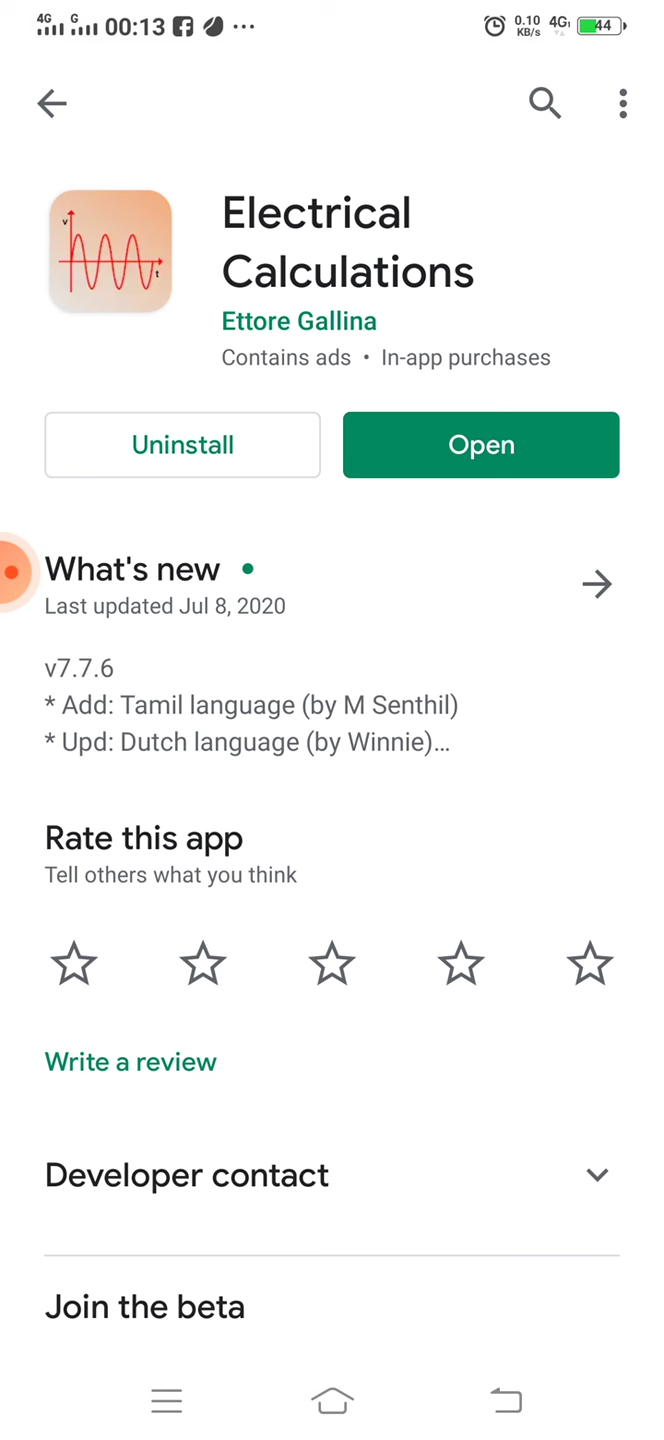 4G G 00:13 ... 0.10 KB/s 4G 44
Electrical
Calculations
Ettore Gallina
Contains ads • In-app purchases
Uninstall
Open
What's new •
Last updated Jul 8, 2020
v7.7.6
* Add: Tamil language (by M Senthil)
* Upd: Dutch language (by Winnie)...
Rate this app
Tell others what you think
Write a review
Developer contact
Join the beta